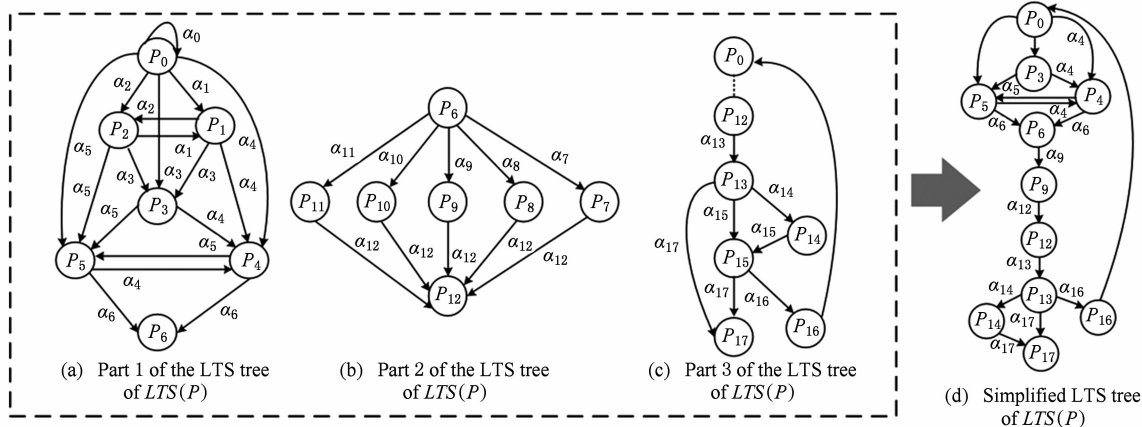 α₀
P₀
α₂
α₁
α₂
P₂
P₁
α₁
α₅
α₄
α₃
α₃
α₃
α₅
α₄
P₃
α₅
α₄
α₅
P₅
P₄
α₄
α₆
α₆
P₆
(a) Part 1 of the LTS tree
of LTS(P)
P₆
α₁₁
α₁₀
α₉
α₈
α₇
P₁₁
P₁₀
P₉
P₈
P₇
α₁₂
α₁₂
α₁₂
α₁₂
α₁₂
P₁₂
(b) Part 2 of the LTS tree
of LTS(P)
P₀
P₁₂
α₁₃
P₁₃
α₁₄
α₁₅
α₁₅
P₁₄
α₁₇
P₁₅
α₁₇
α₁₆
P₁₆
P₁₇
(c) Part 3 of the LTS tree
of LTS(P)
P₀
α₄
P₃
α₄
α₅
P₅
P₄
α₄
α₆
α₆
P₆
α₉
P₉
α₁₂
P₁₂
α₁₃
α₁₄
P₁₃
α₁₆
P₁₄
α₁₇
P₁₆
α₁₇
P₁₇
(d) Simplified LTS tree
of LTS(P)